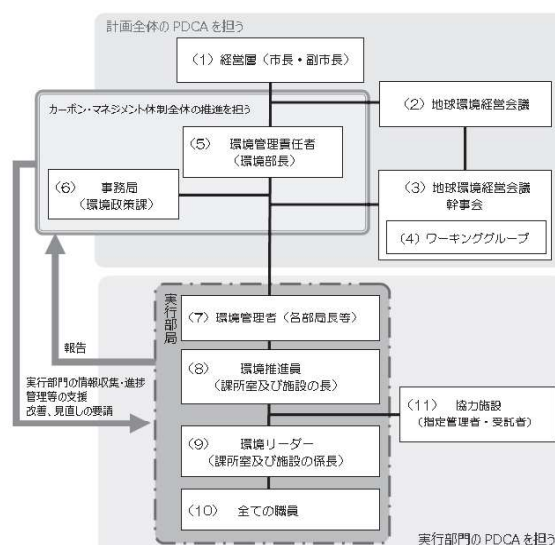 計画全体の PDCA を担う
(1) 経営層(市長・副市長)
(2) 地球環境経営会議
カーボン・マネジメント体制全体の推進を担う
(5) 環境管理責任者
(環境部長)
(6) 事務局
(環境政策課)
(3) 地球環境経営会議
幹事会
(4) ワーキンググループ
実行部局
(7) 環境管理者(各部局長等)
報告
(8) 環境推進員
(課所室及び施設の長)
実行部門の情報収集・進捗
管理等の支援
改善、見直しの要請
(11) 協力施設
(指定管理者・受託者)
(9) 環境リーダー
(課所室及び施設の係長)
(10) 全ての職員
実行部門の PDCA を担う